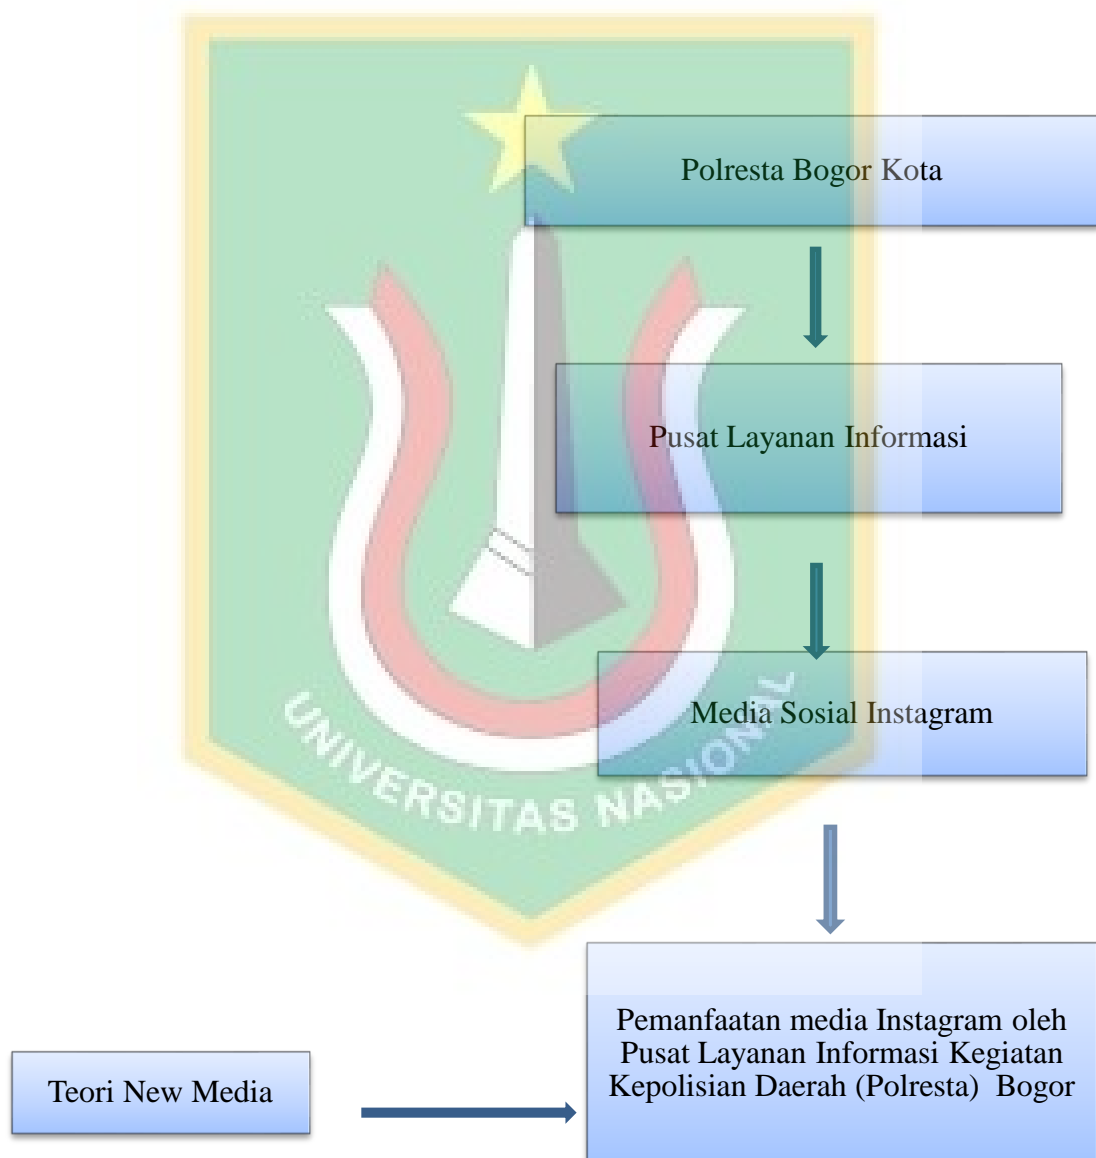 Polresta Bogor Kota
Pusat Layanan Informasi
Media Sosial Instagram
UNIVERSITAS NASIONAL
Pemanfaatan media Instagram oleh
Pusat Layanan Informasi Kegiatan
Kepolisian Daerah (Polresta) Bogor
Teori New Media